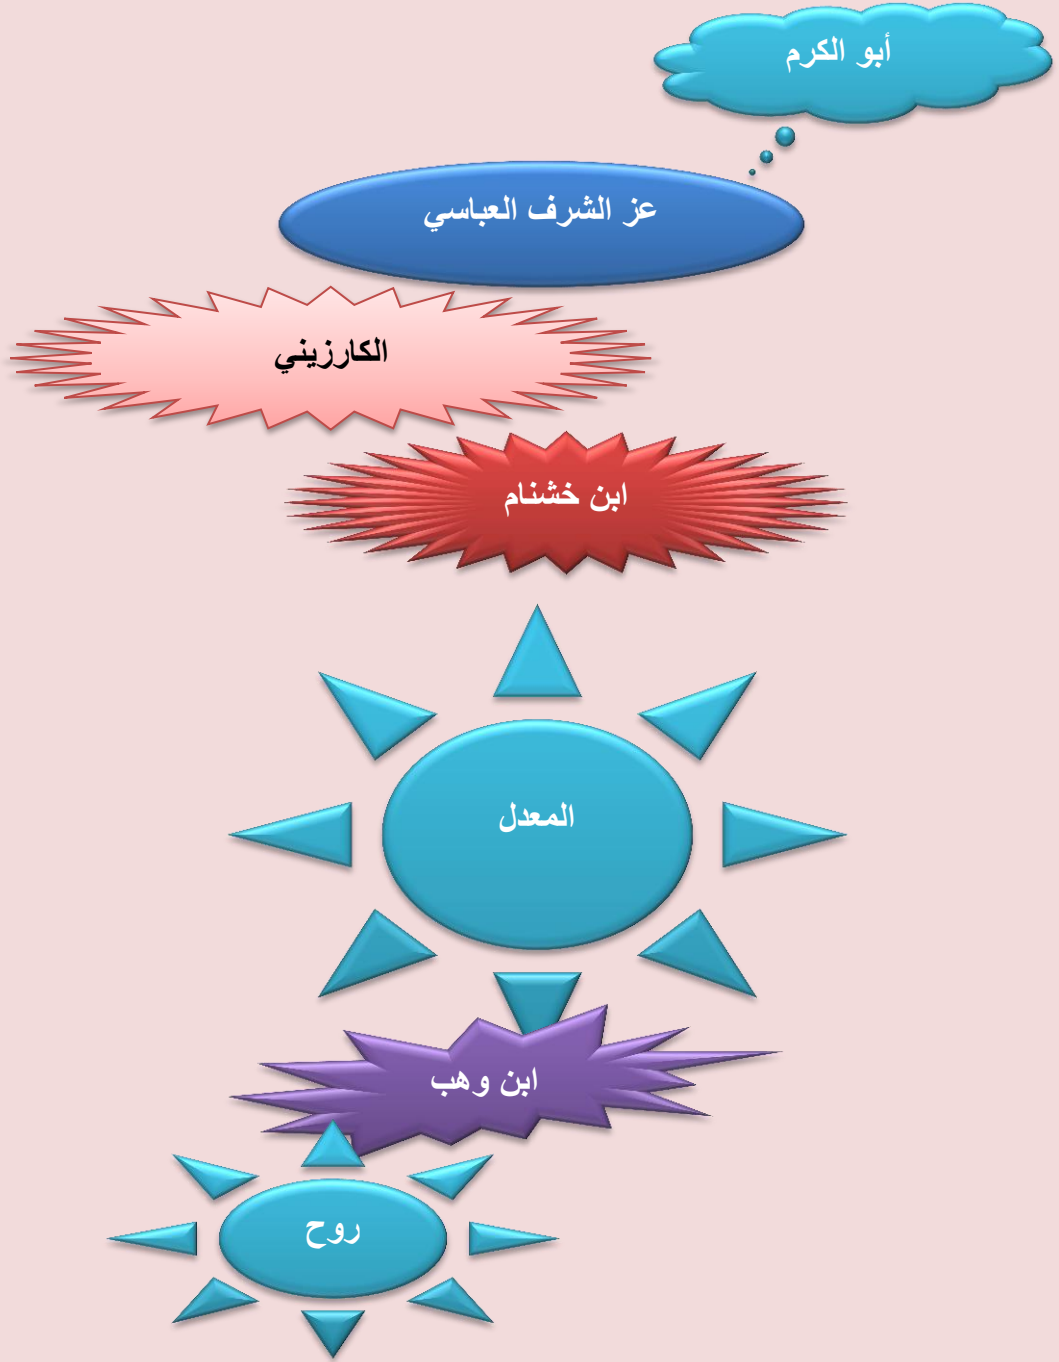 أبو الكرم
عز الشرف العباسي
الكارزيني
ابن خشنام
المعدل
ابن وهب
روح